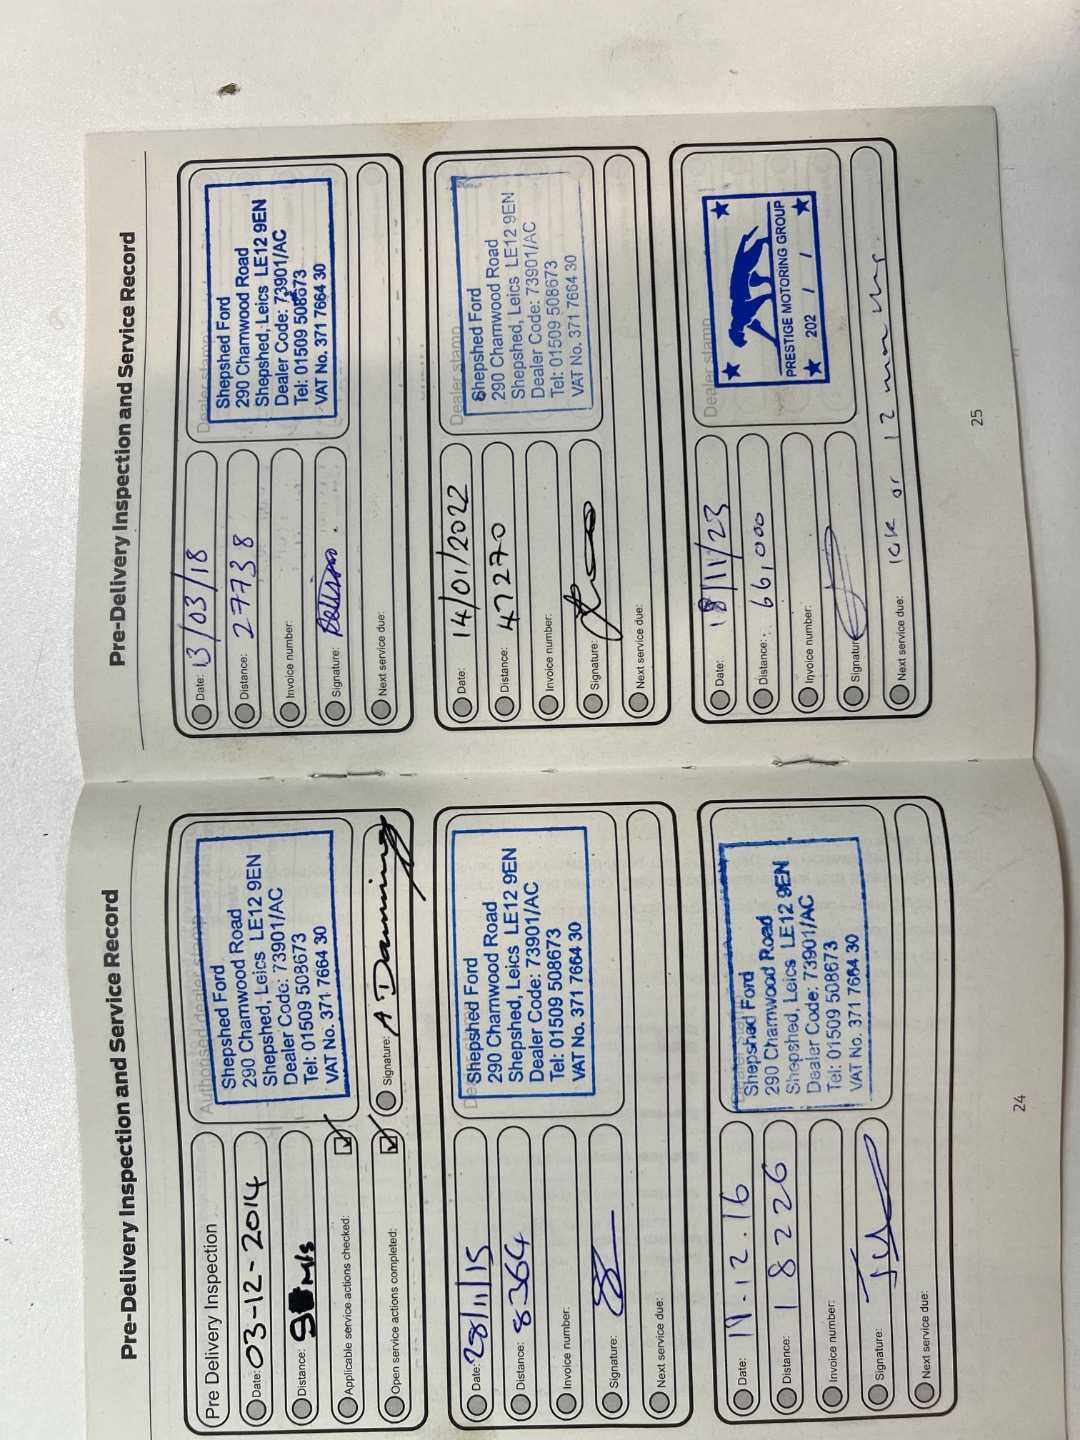 Pre-Delivery Inspection and Service Record
Pre Delivery Inspection
Date: 03-12-2014
Distance: mls
Applicable service actions checked: ☑
Open service actions completed: ☑
Authorised dealer stamp
Shepshed Ford
290 Charnwood Road
Shepshed, Leics LE12 9EN
Dealer Code: 73901/AC
Tel: 01509 508673
VAT No. 371 7664 30
Signature: A
Date: 28/11/15
Distance: 8364
Invoice number:
Signature:
Next service due:
Shepshed Ford
290 Charnwood Road
Shepshed, Leics LE12 9EN
Dealer Code: 73901/AC
Tel: 01509 508673
VAT No. 371 7664 30
Date: 19.12.16
Distance: 18226
Invoice number:
Signature:
Next service due:
Shepshed Ford
290 Charnwood Road
Shepshed, Leics LE12 9EN
Dealer Code: 73901/AC
Tel: 01509 508673
VAT No. 371 7664 30
24
Pre-Delivery Inspection and Service Record
Date: 13/03/18
Distance: 27738
Invoice number:
Signature:
Next service due:
Dealer stamp
Shepshed Ford
290 Charnwood Road
Shepshed, Leics LE12 9EN
Dealer Code: 73901/AC
Tel: 01509 508673
VAT No. 371 7664 30
Date: 14/01/2022
Distance: 47270
Invoice number:
Signature:
Next service due:
Dealer stamp
Shepshed Ford
290 Charnwood Road
Shepshed, Leics LE12 9EN
Dealer Code: 73901/AC
Tel: 01509 508673
VAT No. 371 7664 30
Date: 18/11/23
Distance: 66,000
Invoice number:
Signature:
Next service due: 10K or 12 months.
Dealer stamp
PRESTIGE MOTORING GROUP
202 / /
25